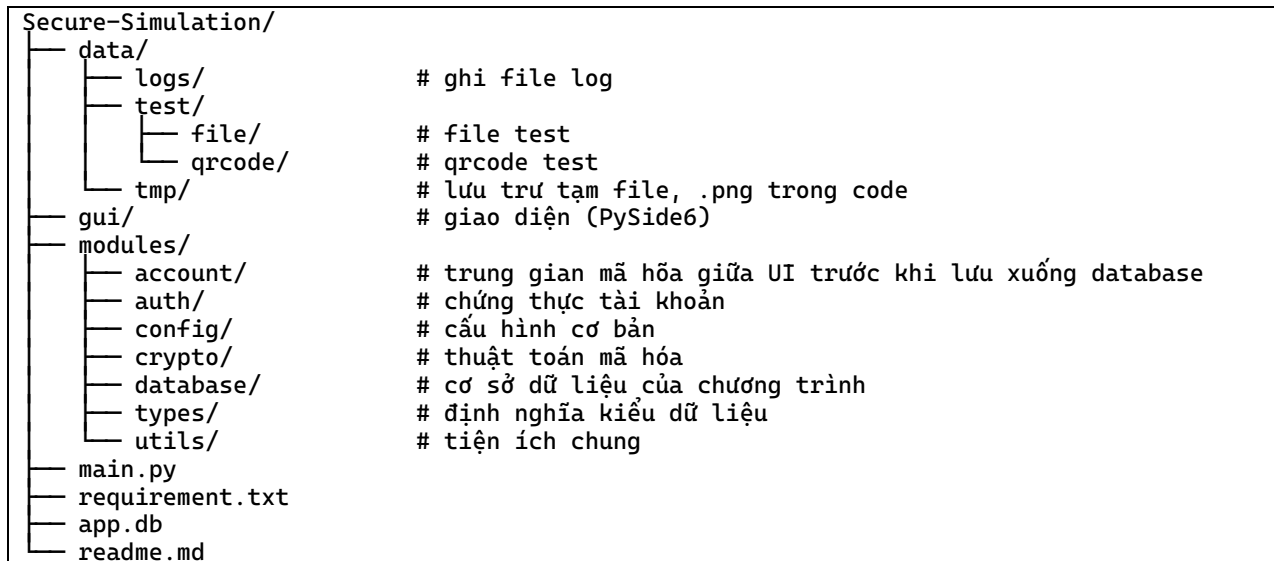 Secure-Simulation/
├── data/
│   ├── logs/              # ghi file log
│   ├── test/
│   │   ├── file/          # file test
│   │   └── qrcode/        # qrcode test
│   └── tmp/               # lưu trư tạm file, .png trong code
├── gui/                   # giao diện (PySide6)
├── modules/
│   ├── account/           # trung gian mã hõa giữa UI trước khi lưu xuống database
│   ├── auth/              # chứng thực tài khoản
│   ├── config/            # cấu hình cơ bản
│   ├── crypto/            # thuật toán mã hóa
│   ├── database/          # cơ sở dữ liệu của chương trình
│   ├── types/             # định nghĩa kiểu dữ liệu
│   └── utils/             # tiện ích chung
├── main.py
├── requirement.txt
├── app.db
└── readme.md